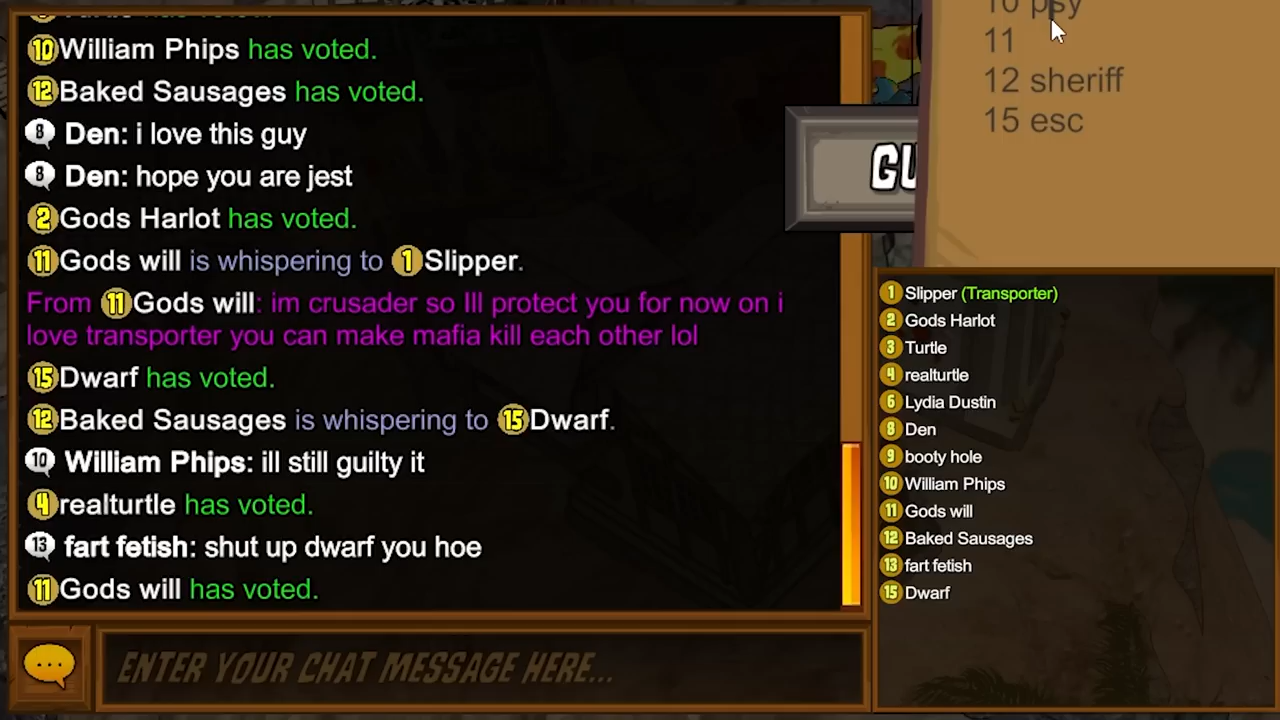 10 William Phips has voted.
12 Baked Sausages has voted.
8 Den: i love this guy
8 Den: hope you are jest
2 Gods Harlot has voted.
11 Gods will is whispering to 1 Slipper.
From 11 Gods will: im crusader so Ill protect you for now on i
love transporter you can make mafia kill each other lol
15 Dwarf has voted.
12 Baked Sausages is whispering to 15 Dwarf.
10 William Phips: ill still guilty it
4 realturtle has voted.
13 fart fetish: shut up dwarf you hoe
11 Gods will has voted.
ENTER YOUR CHAT MESSAGE HERE...
GU
10 psy
11
12 sheriff
15 esc
1 Slipper (Transporter)
2 Gods Harlot
3 Turtle
4 realturtle
6 Lydia Dustin
8 Den
9 booty hole
10 William Phips
11 Gods will
12 Baked Sausages
13 fart fetish
15 Dwarf